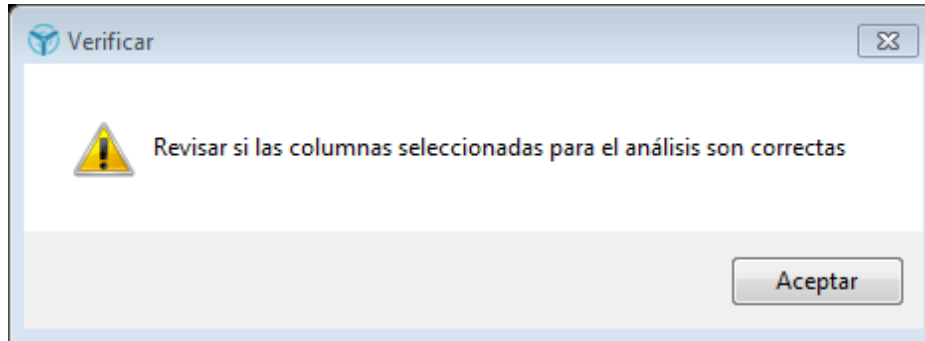 Verificar
Revisar si las columnas seleccionadas para el análisis son correctas
Aceptar